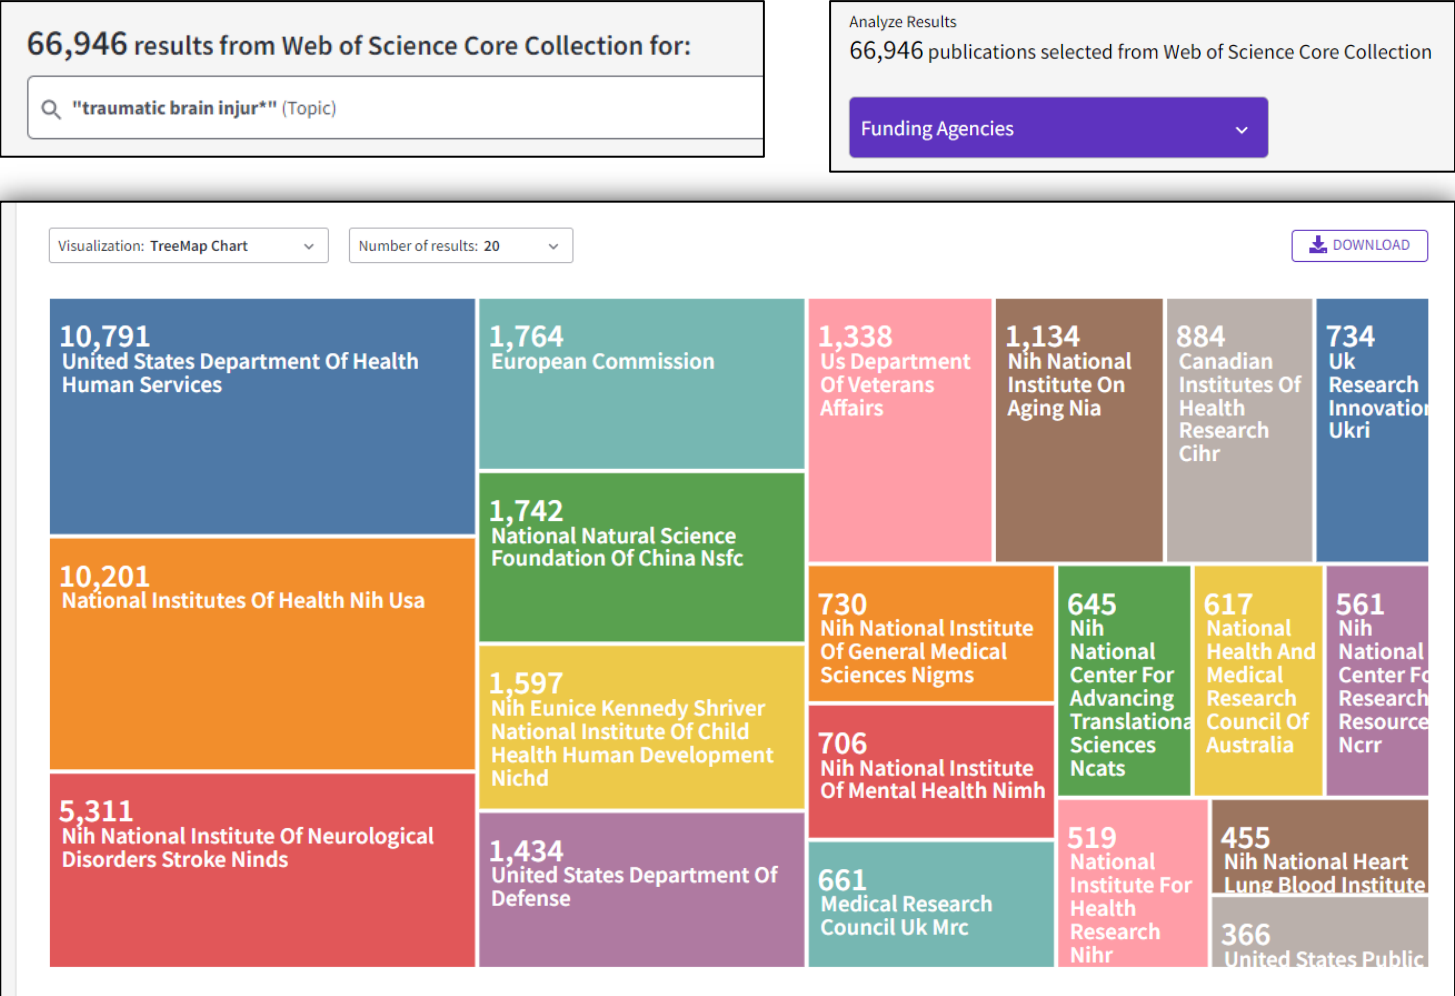 66,946 results from Web of Science Core Collection for:
"traumatic brain injur*" (Topic)
Analyze Results
66,946 publications selected from Web of Science Core Collection
Funding Agencies
Visualization: TreeMap Chart
Number of results: 20
DOWNLOAD
10,791
United States Department Of Health
Human Services
10,201
National Institutes Of Health Nih Usa
5,311
Nih National Institute Of Neurological
Disorders Stroke Ninds
1,764
European Commission
1,742
National Natural Science
Foundation Of China Nsfc
1,597
Nih Eunice Kennedy Shriver
National Institute Of Child
Health Human Development
Nichd
1,434
United States Department Of
Defense
1,338
Us Department
Of Veterans
Affairs
1,134
Nih National
Institute On
Aging Nia
884
Canadian
Institutes Of
Health
Research
Cihr
734
Uk
Research
Innovation
Ukri
730
Nih National Institute
Of General Medical
Sciences Nigms
706
Nih National Institute
Of Mental Health Nimh
661
Medical Research
Council Uk Mrc
645
Nih
National
Center For
Advancing
Translationa
Sciences
Ncats
617
National
Health And
Medical
Research
Council Of
Australia
561
Nih
National
Center Fo
Research
Resource
Ncrr
519
National
Institute For
Health
Research
Nihr
455
Nih National Heart
Lung Blood Institute
366
United States Public